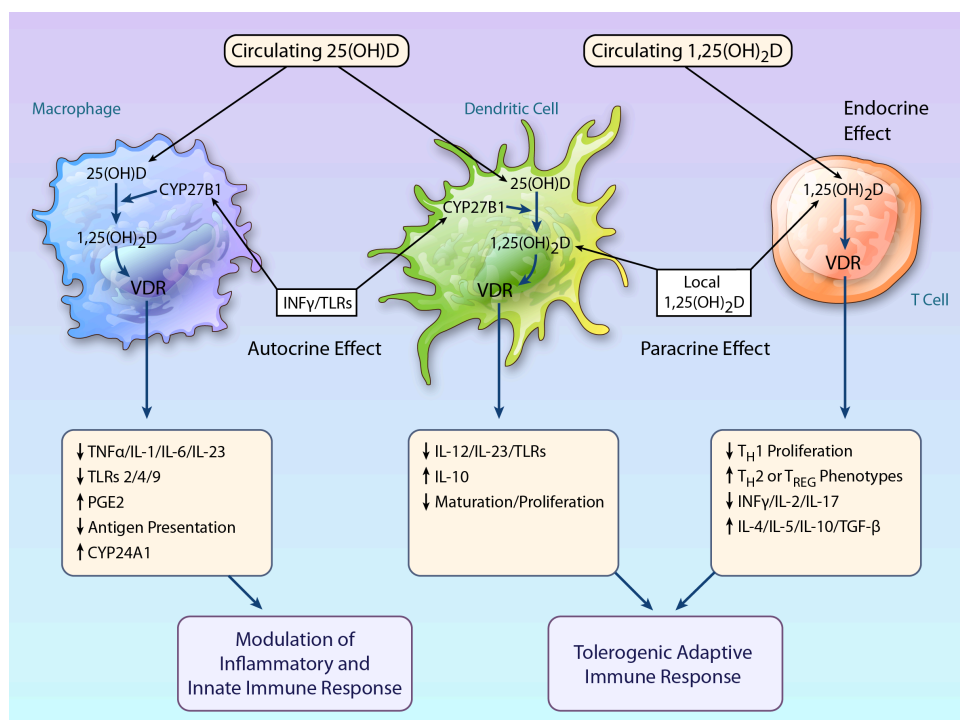 Circulating 25(OH)D
Circulating 1,25(OH)₂D
Macrophage
Dendritic Cell
Endocrine
Effect
25(OH)D
CYP27B1
1,25(OH)₂D
VDR
25(OH)D
CYP27B1
1,25(OH)₂D
VDR
1,25(OH)₂D
VDR
T Cell
INFγ/TLRs
Local
1,25(OH)₂D
Autocrine Effect
Paracrine Effect
↓ TNFα/IL-1/IL-6/IL-23
↓ TLRs 2/4/9
↑ PGE2
↓ Antigen Presentation
↑ CYP24A1
↓ IL-12/IL-23/TLRs
↑ IL-10
↓ Maturation/Proliferation
↓ T_H1 Proliferation
↑ T_H2 or T_REG Phenotypes
↓ INFγ/IL-2/IL-17
↑ IL-4/IL-5/IL-10/TGF-β
Modulation of
Inflammatory and
Innate Immune Response
Tolerogenic Adaptive
Immune Response